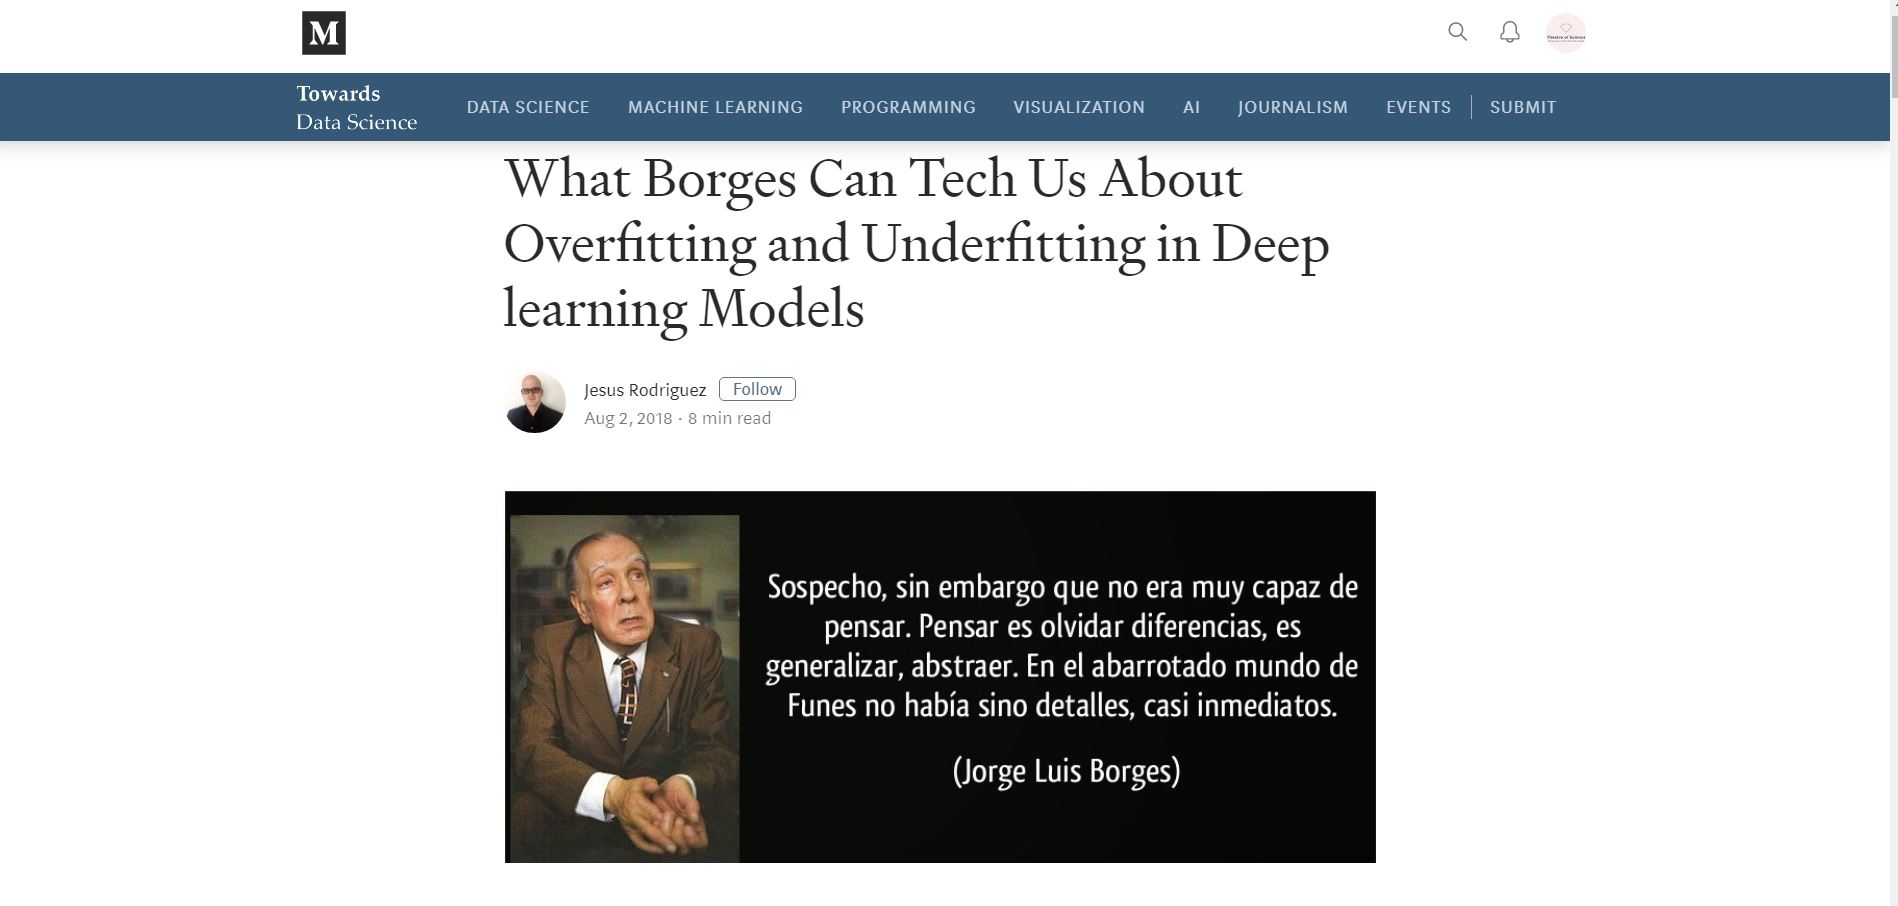 M
Towards
Data Science
DATA SCIENCE MACHINE LEARNING PROGRAMMING VISUALIZATION AI JOURNALISM EVENTS SUBMIT
What Borges Can Tech Us About
Overfitting and Underfitting in Deep
learning Models
Jesus Rodriguez Follow
Aug 2, 2018 · 8 min read
Sospecho, sin embargo que no era muy capaz de
pensar. Pensar es olvidar diferencias, es
generalizar, abstraer. En el abarrotado mundo de
Funes no había sino detalles, casi inmediatos.
(Jorge Luis Borges)